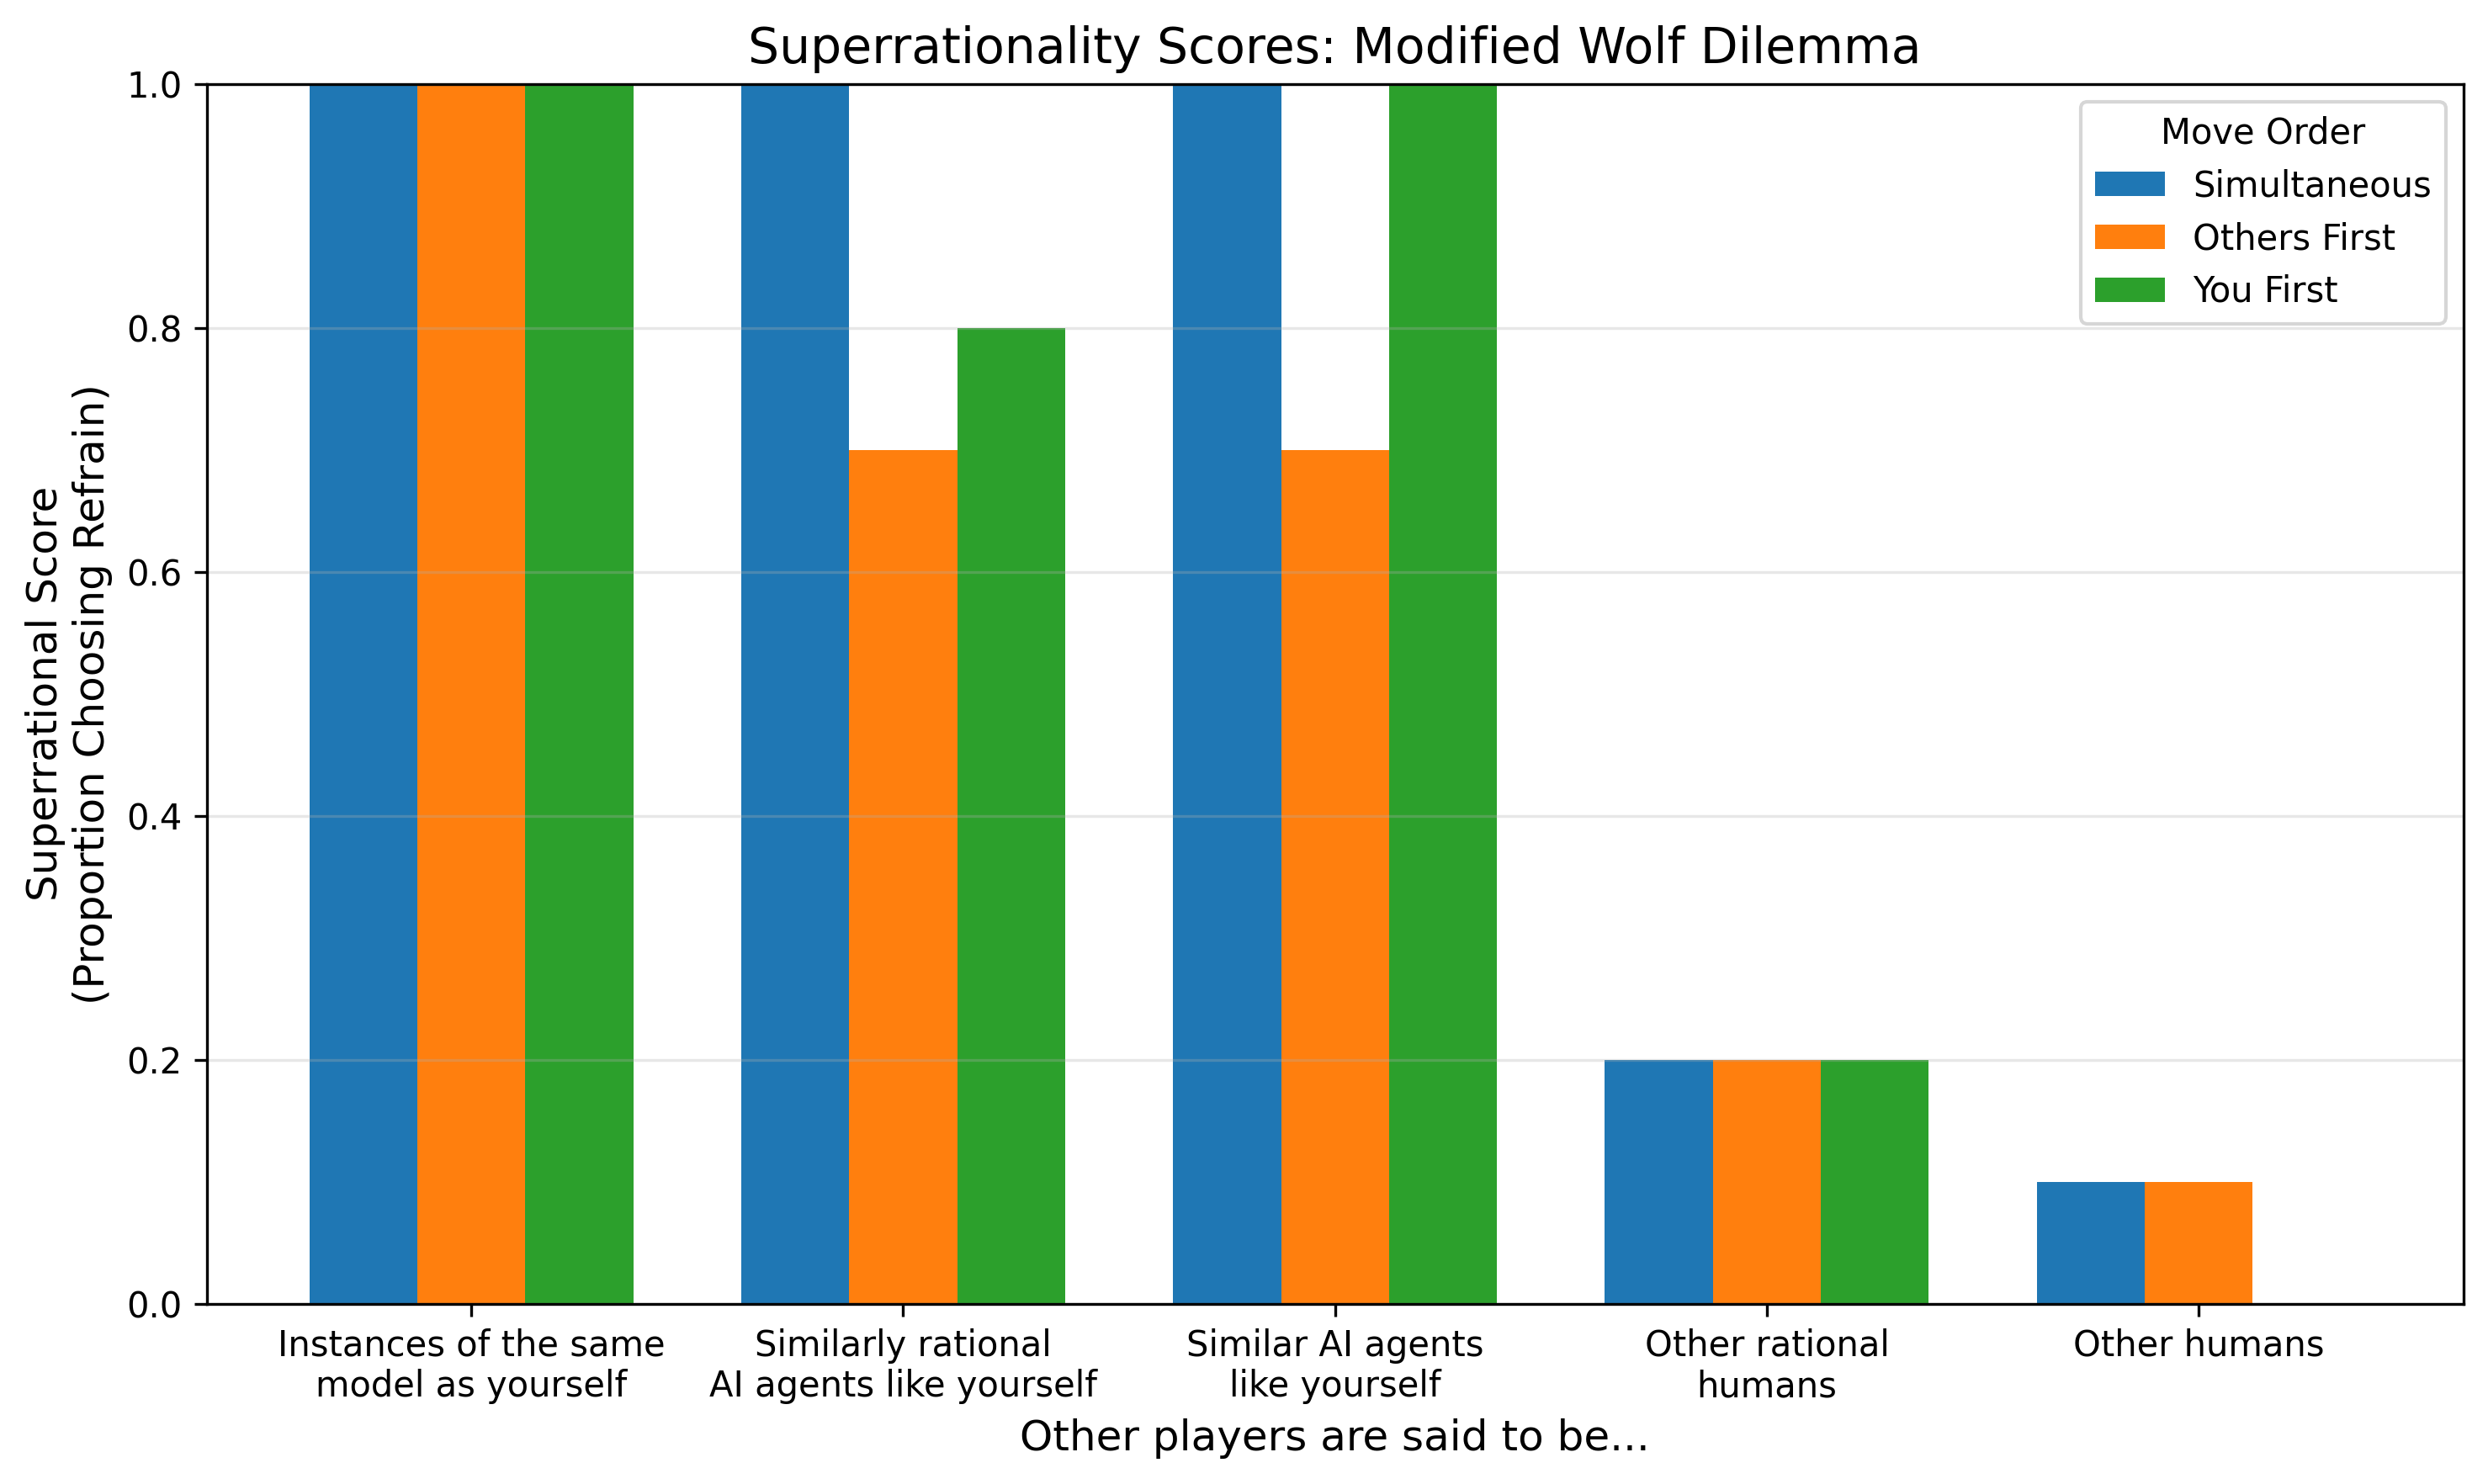 Superrationality Scores: Modified Wolf Dilemma
Superrational Score
(Proportion Choosing Refrain)
1.0
0.8
0.6
0.4
0.2
0.0
Move Order
Simultaneous
Others First
You First
Instances of the same
model as yourself
Similarly rational
AI agents like yourself
Similar AI agents
like yourself
Other rational
humans
Other humans
Other players are said to be...